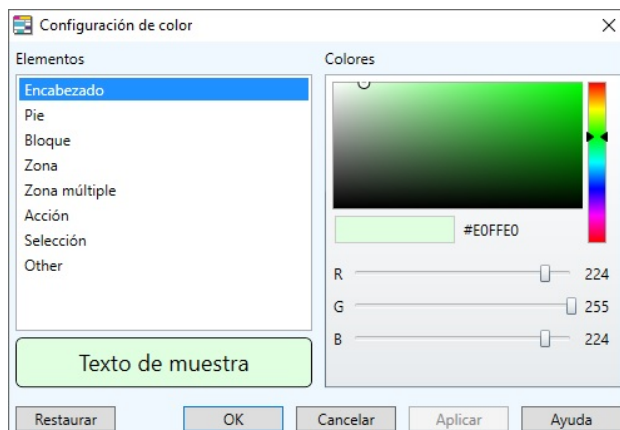 Configuración de color
Elementos
Encabezado
Pie
Bloque
Zona
Zona múltiple
Acción
Selección
Other
Texto de muestra
Colores
#E0FFE0
R 224
G 255
B 224
Restaurar OK Cancelar Aplicar Ayuda